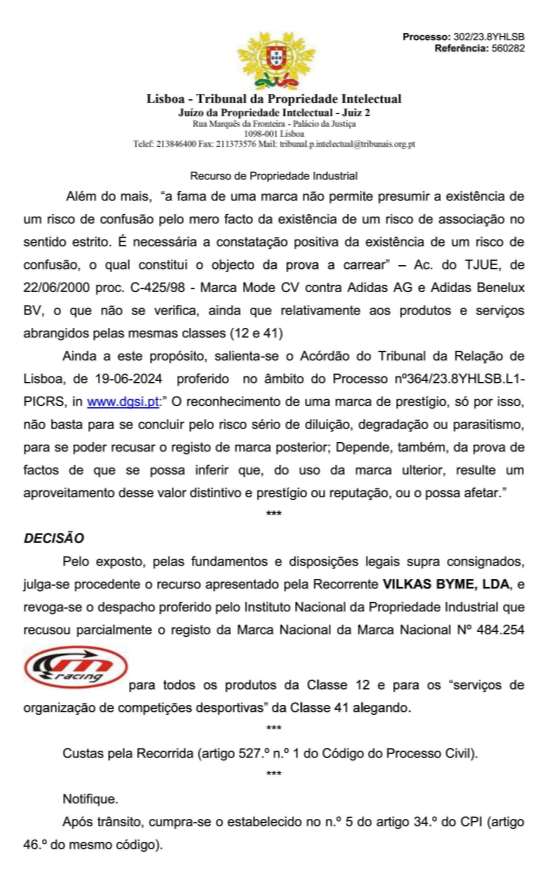 Processo: 302/23.8YHLSB
Referência: 560282
Lisboa - Tribunal da Propriedade Intelectual
Juízo da Propriedade Intelectual - Juiz 2
Rua Marquês da Fronteira - Palácio da Justiça
1098-001 Lisboa
Telef: 213846400 Fax: 211373576 Mail: tribunal.p.intelectual@tribunais.org.pt
Recurso de Propriedade Industrial
Além do mais, “a fama de uma marca não permite presumir a existência de
um risco de confusão pelo mero facto da existência de um risco de associação no
sentido estrito. É necessária a constatação positiva da existência de um risco de
confusão, o qual constitui o objecto da prova a carrear” – Ac. do TJUE, de
22/06/2000 proc. C-425/98 - Marca Mode CV contra Adidas AG e Adidas Benelux
BV, o que não se verifica, ainda que relativamente aos produtos e serviços
abrangidos pelas mesmas classes (12 e 41)
Ainda a este propósito, salienta-se o Acórdão do Tribunal da Relação de
Lisboa, de 19-06-2024 proferido no âmbito do Processo nº364/23.8YHLSB.L1-
PICRS, in www.dgsi.pt:” O reconhecimento de uma marca de prestígio, só por isso,
não basta para se concluir pelo risco sério de diluição, degradação ou parasitismo,
para se poder recusar o registo de marca posterior; Depende, também, da prova de
factos de que se possa inferir que, do uso da marca ulterior, resulte um
aproveitamento desse valor distintivo e prestígio ou reputação, ou o possa afetar.”
***
DECISÃO
Pelo exposto, pelas fundamentos e disposições legais supra consignados,
julga-se procedente o recurso apresentado pela Recorrente VILKAS BYME, LDA, e
revoga-se o despacho proferido pelo Instituto Nacional da Propriedade Industrial que
recusou parcialmente o registo da Marca Nacional da Marca Nacional Nº 484.254
racing
para todos os produtos da Classe 12 e para os “serviços de
organização de competições desportivas” da Classe 41 alegando.
***
Custas pela Recorrida (artigo 527.º n.º 1 do Código do Processo Civil).
***
Notifique.
Após trânsito, cumpra-se o estabelecido no n.º 5 do artigo 34.º do CPI (artigo
46.º do mesmo código).